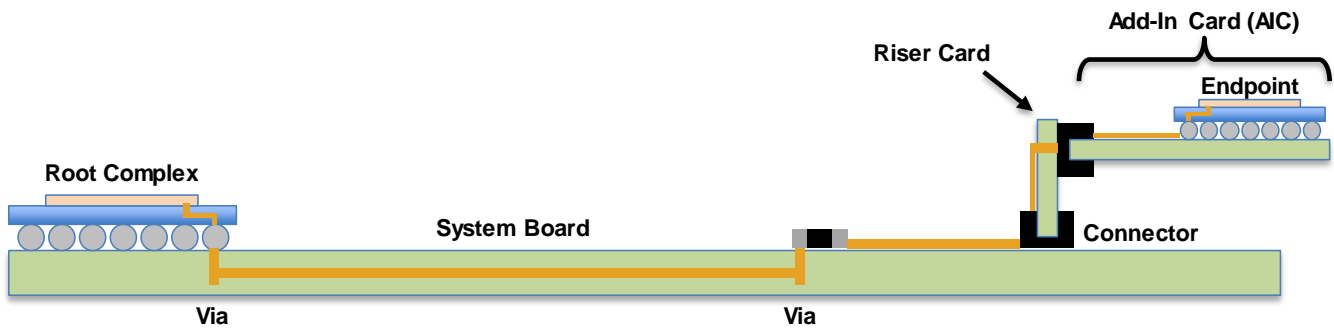 Add-In Card (AIC)
Riser Card
Endpoint
Root Complex
System Board
Connector
Via
Via